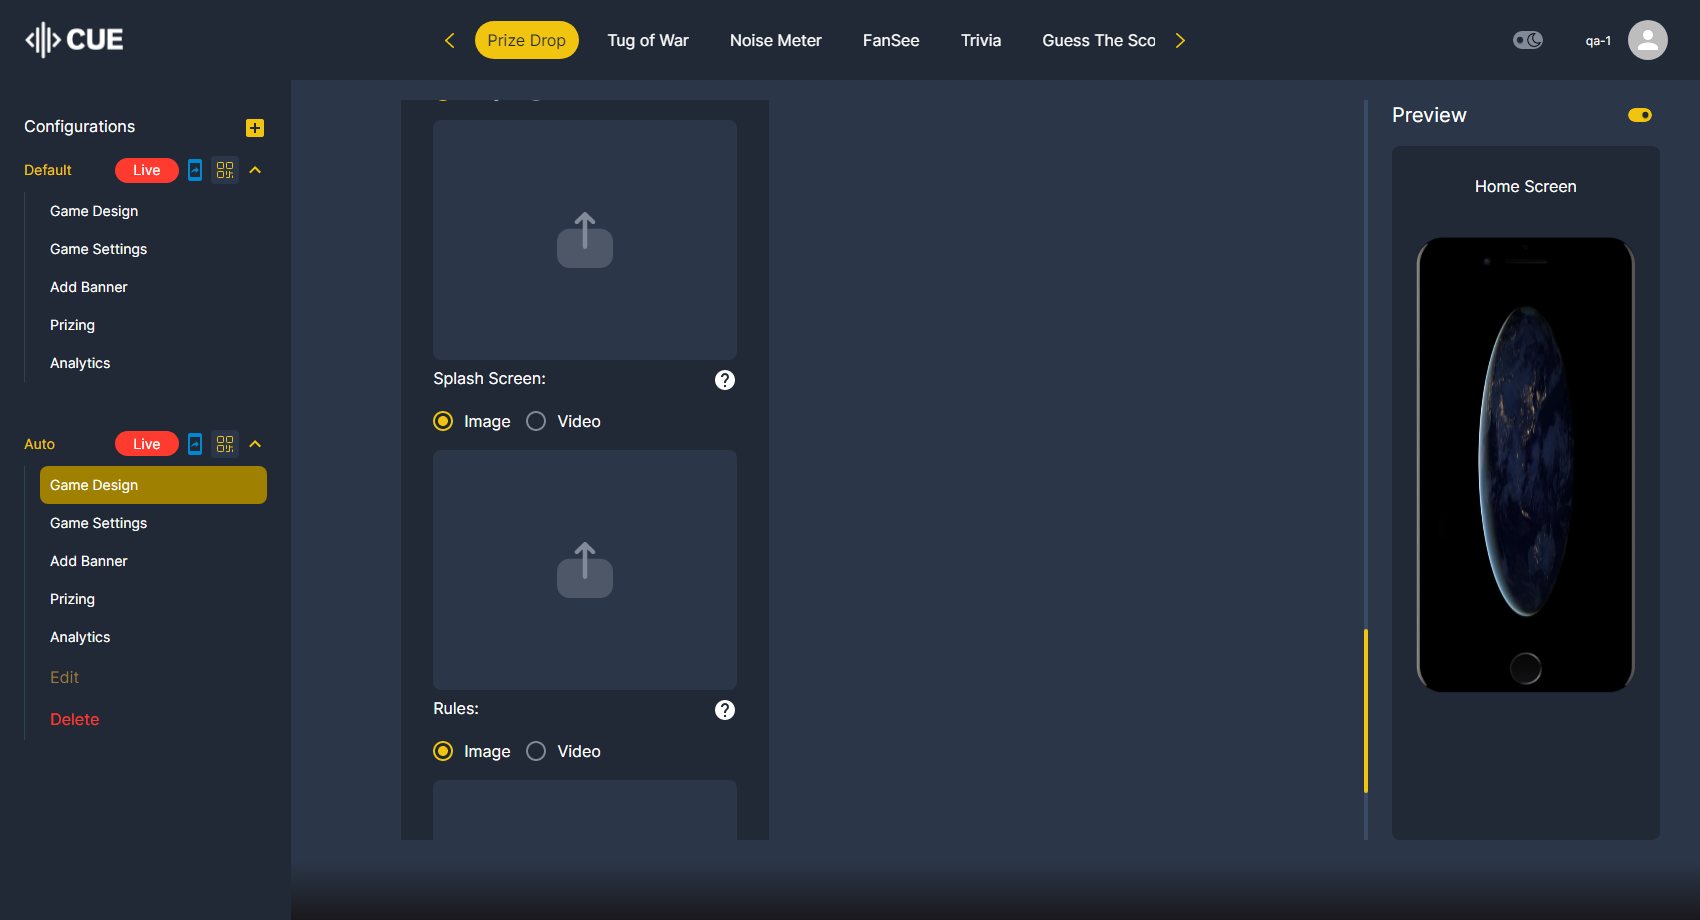 CUE
Prize Drop
Tug of War
Noise Meter
FanSee
Trivia
Guess The Sco
qa-1
Configurations
Default
Live
Game Design
Game Settings
Add Banner
Prizing
Analytics
Auto
Live
Game Design
Game Settings
Add Banner
Prizing
Analytics
Edit
Delete
Splash Screen:
Image
Video
Rules:
Image
Video
Preview
Home Screen